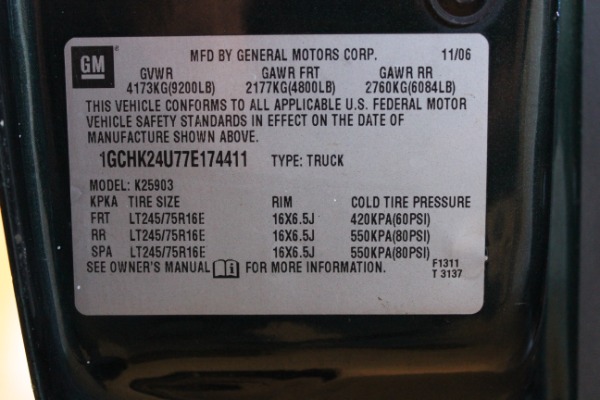 GM MFD BY GENERAL MOTORS CORP. 11/06
GVWR GAWR FRT GAWR RR
4173KG(9200LB) 2177KG(4800LB) 2760KG(6084LB)
THIS VEHICLE CONFORMS TO ALL APPLICABLE U.S. FEDERAL MOTOR
VEHICLE SAFETY STANDARDS IN EFFECT ON THE DATE OF
MANUFACTURE SHOWN ABOVE.
1GCHK24U77E174411 TYPE: TRUCK
MODEL: K25903
KPKA TIRE SIZE RIM COLD TIRE PRESSURE
FRT LT245/75R16E 16X6.5J 420KPA(60PSI)
RR LT245/75R16E 16X6.5J 550KPA(80PSI)
SPA LT245/75R16E 16X6.5J 550KPA(80PSI)
SEE OWNER'S MANUAL FOR MORE INFORMATION.
F1311
T 3137